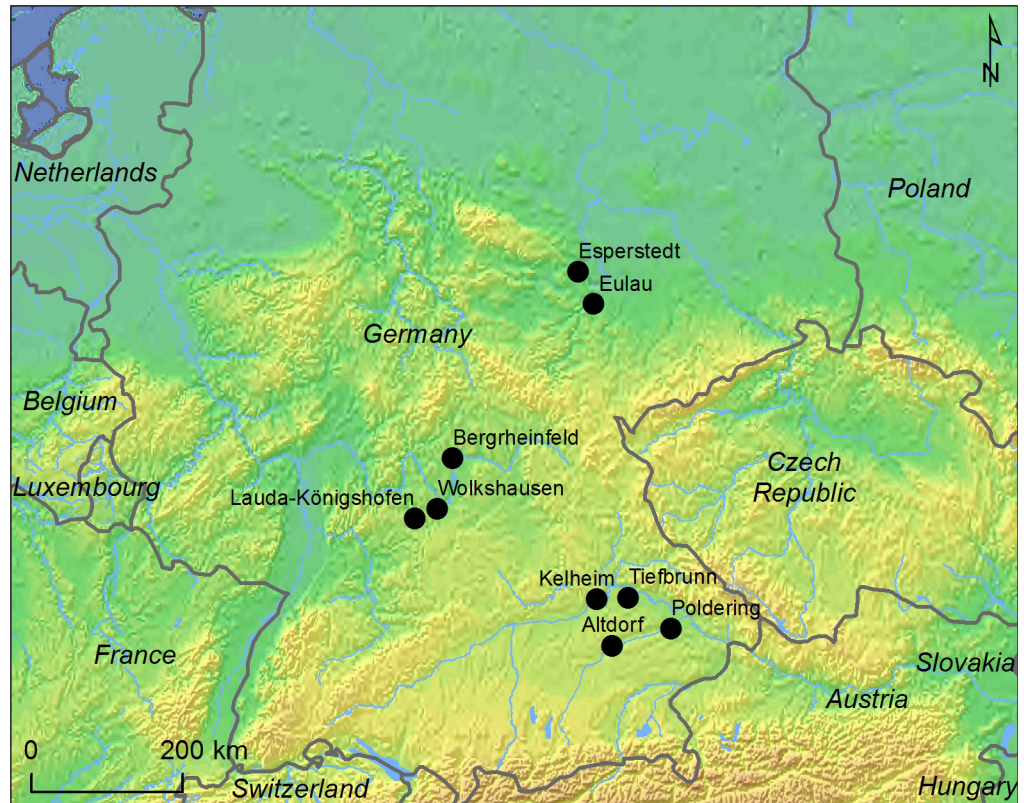 N
Netherlands
Poland
Esperstedt
Eulau
Germany
Belgium
Bergrheinfeld
Czech
Republic
Luxembourg
Wolkshausen
Lauda-Königshofen
Kelheim
Tiefbrunn
Poldering
Altdorf
France
Slovakia
Austria
0
200 km
Switzerland
Hungary